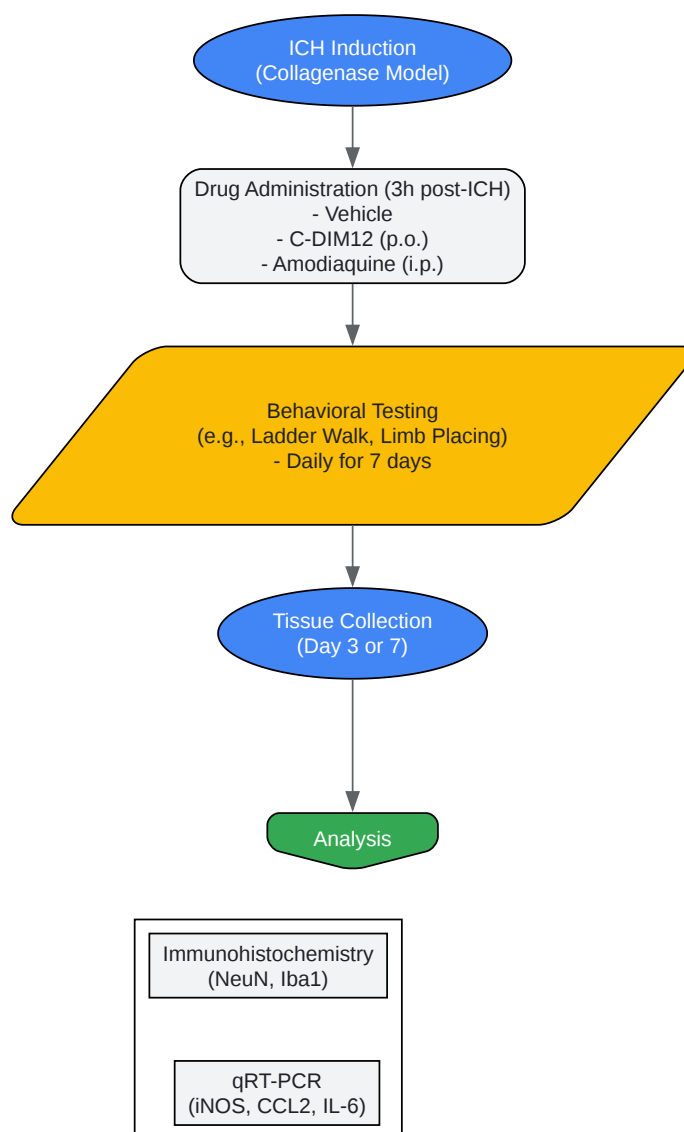 ICH Induction
(Collagenase Model)
Drug Administration (3h post-ICH)
- Vehicle
- C-DIM12 (p.o.)
- Amodiaquine (i.p.)
Behavioral Testing
(e.g., Ladder Walk, Limb Placing)
- Daily for 7 days
Tissue Collection
(Day 3 or 7)
Analysis
Immunohistochemistry
(NeuN, Iba1)
qRT-PCR
(iNOS, CCL2, IL-6)